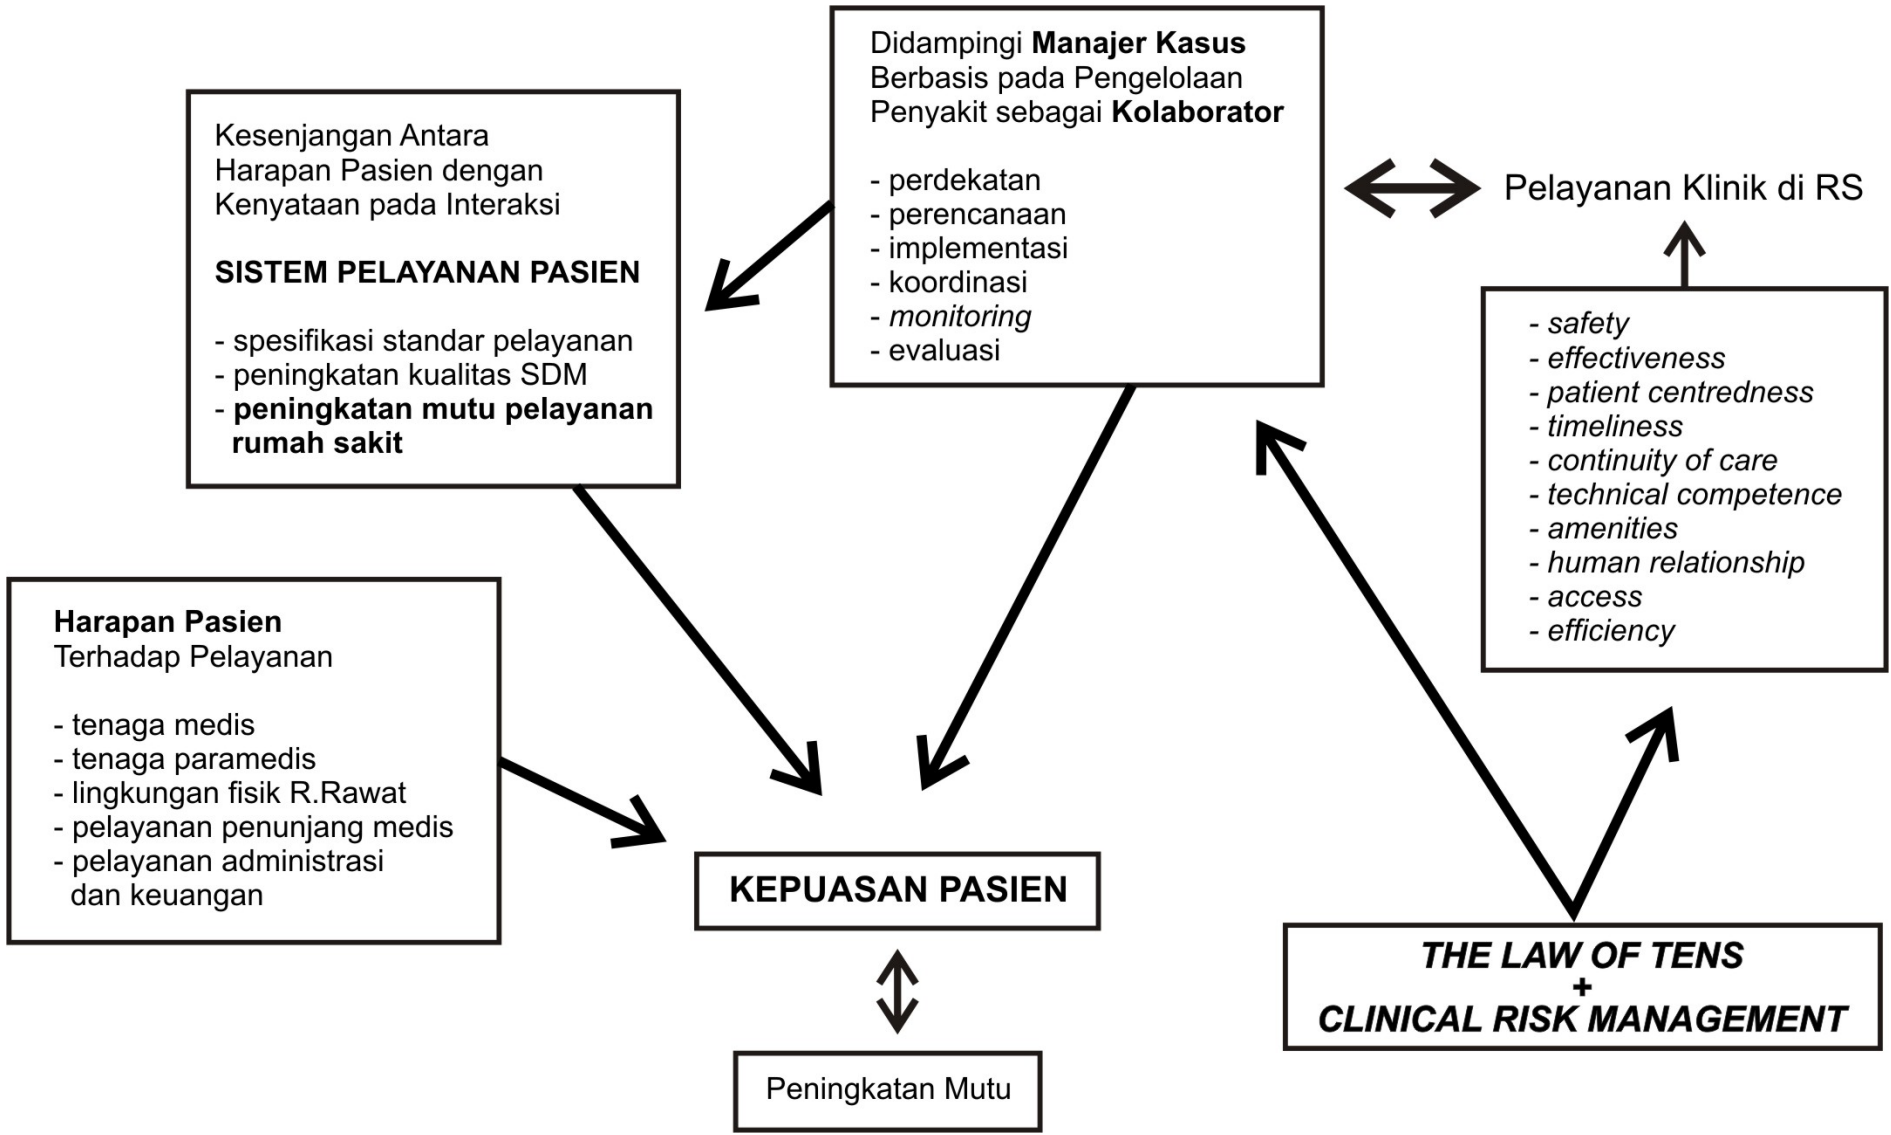 Didampingi Manajer Kasus
Berbasis pada Pengelolaan
Penyakit sebagai Kolaborator
- perdekatan
- perencanaan
- implementasi
- koordinasi
- monitoring
- evaluasi
Kesenjangan Antara
Harapan Pasien dengan
Kenyataan pada Interaksi
SISTEM PELAYANAN PASIEN
- spesifikasi standar pelayanan
- peningkatan kualitas SDM
- peningkatan mutu pelayanan
rumah sakit
Pelayanan Klinik di RS
- safety
- effectiveness
- patient centredness
- timeliness
- continuity of care
- technical competence
- amenities
- human relationship
- access
- efficiency
Harapan Pasien
Terhadap Pelayanan
- tenaga medis
- tenaga paramedis
- lingkungan fisik R.Rawat
- pelayanan penunjang medis
- pelayanan administrasi
dan keuangan
KEPUASAN PASIEN
THE LAW OF TENS
+
CLINICAL RISK MANAGEMENT
Peningkatan Mutu